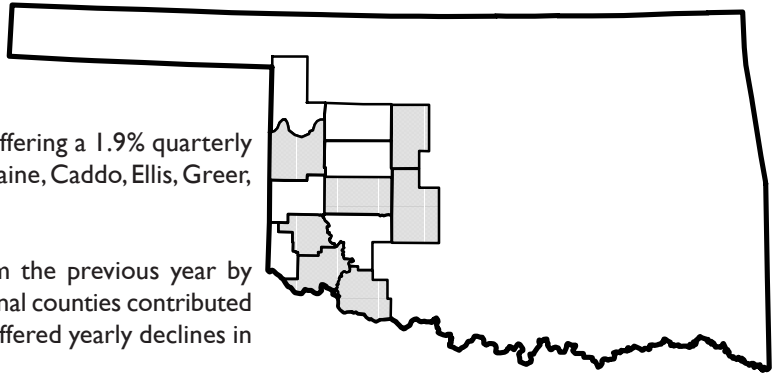 ffering a 1.9% quarterly
aine, Caddo, Ellis, Greer,
m the previous year by
nal counties contributed
ffered yearly declines in